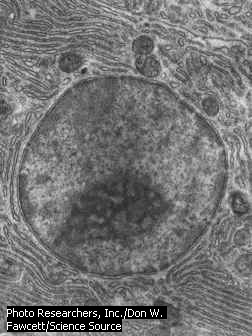 Photo Researchers, Inc./Don W.
Fawcett/Science Source